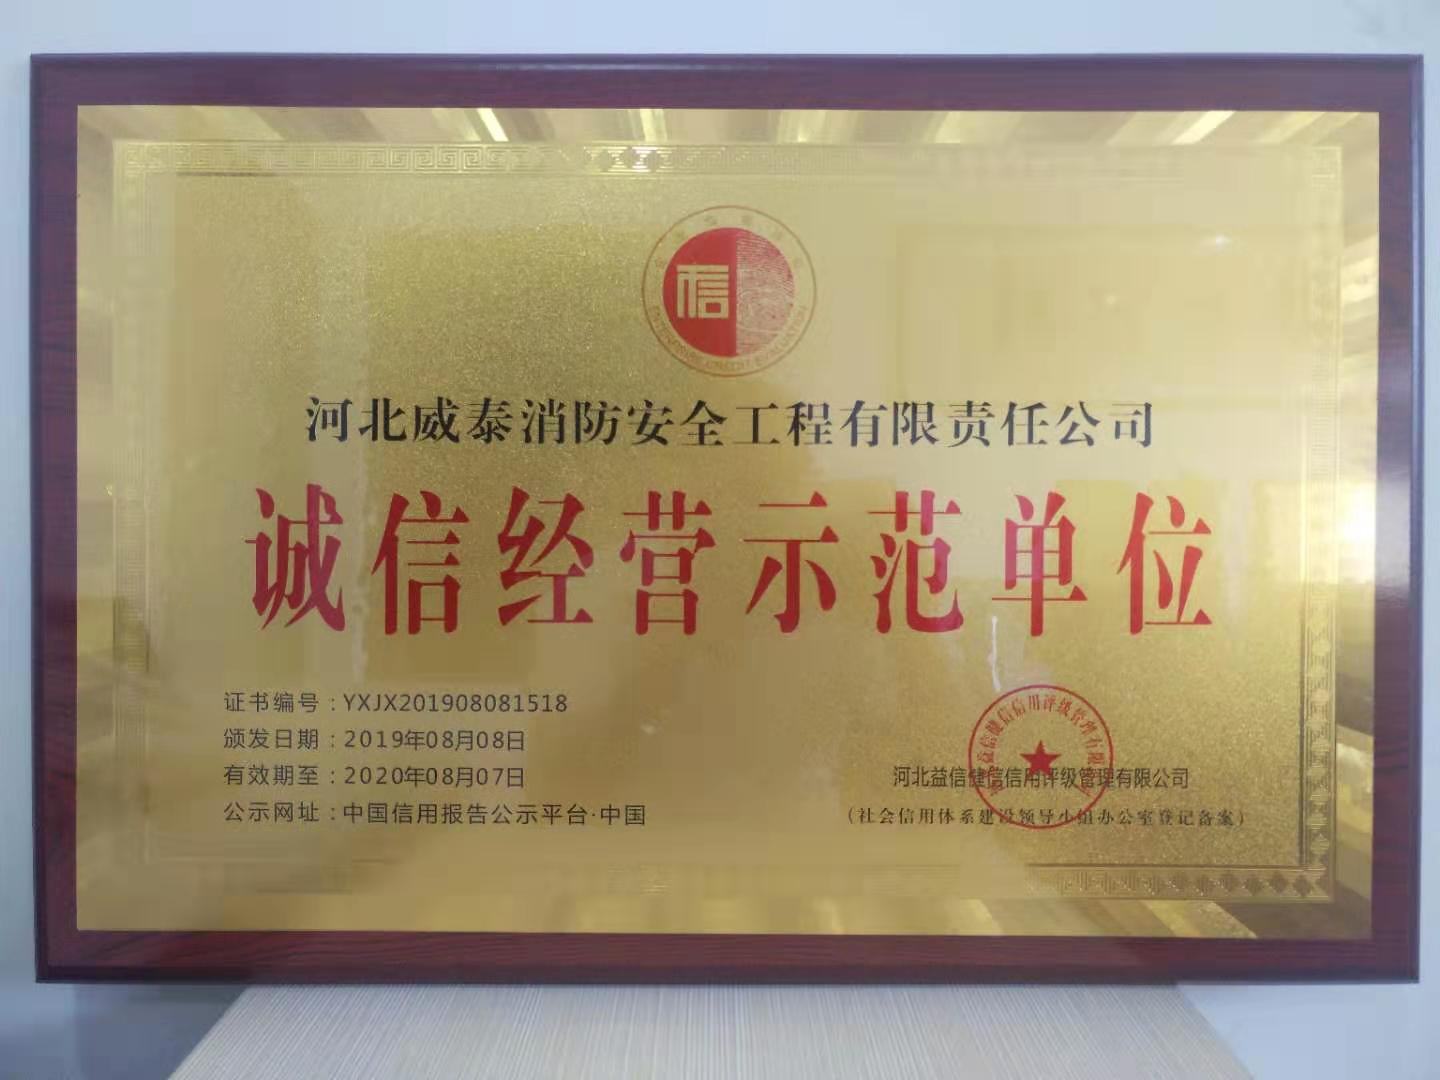 信
ENTERPRISE CREDIT EVALUATION
河北威泰消防安全工程有限责任公司
诚信经营示范单位
证书编号：YXJX201908081518
颁发日期：2019年08月08日
有效期至：2020年08月07日
公示网址：中国信用报告公示平台·中国
河北益信健信信用评级管理有限公司
（社会信用体系建设领导小组办公室登记备案）